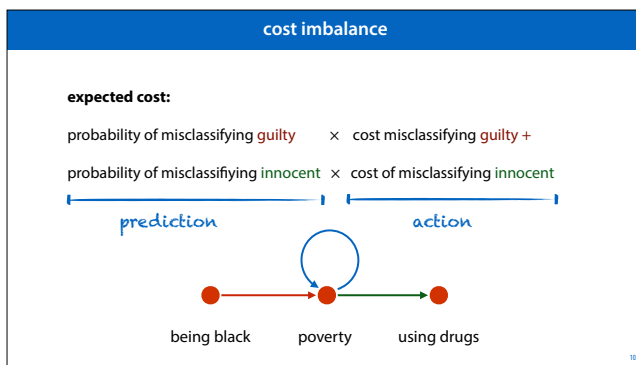 cost imbalance
expected cost:
probability of misclassifying guilty × cost misclassifying guilty +
probability of misclassifiying innocent × cost of misclassifying innocent
prediction action
being black poverty using drugs